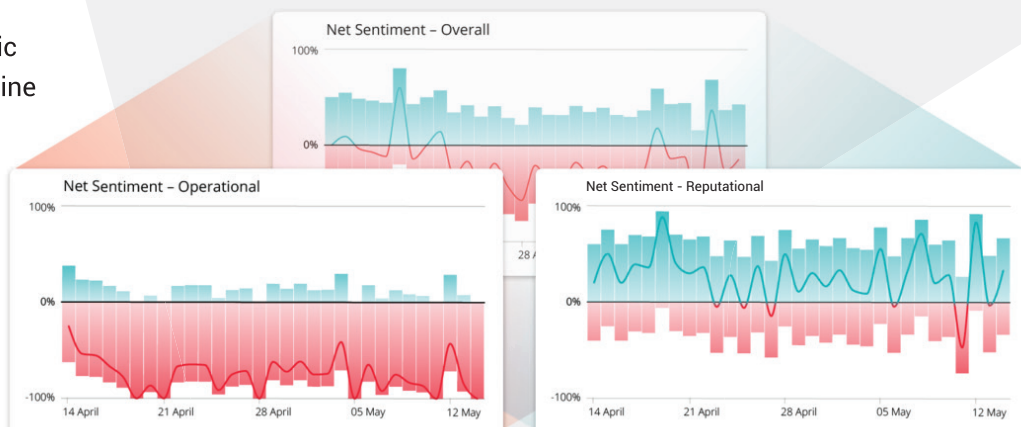 ic
ine
Net Sentiment – Overall
100%
0%
28 A
Net Sentiment – Operational
100%
0%
-100%
14 April
21 April
28 April
05 May
12 May
Net Sentiment - Reputational
100%
0%
-100%
14 April
21 April
28 April
05 May
12 May